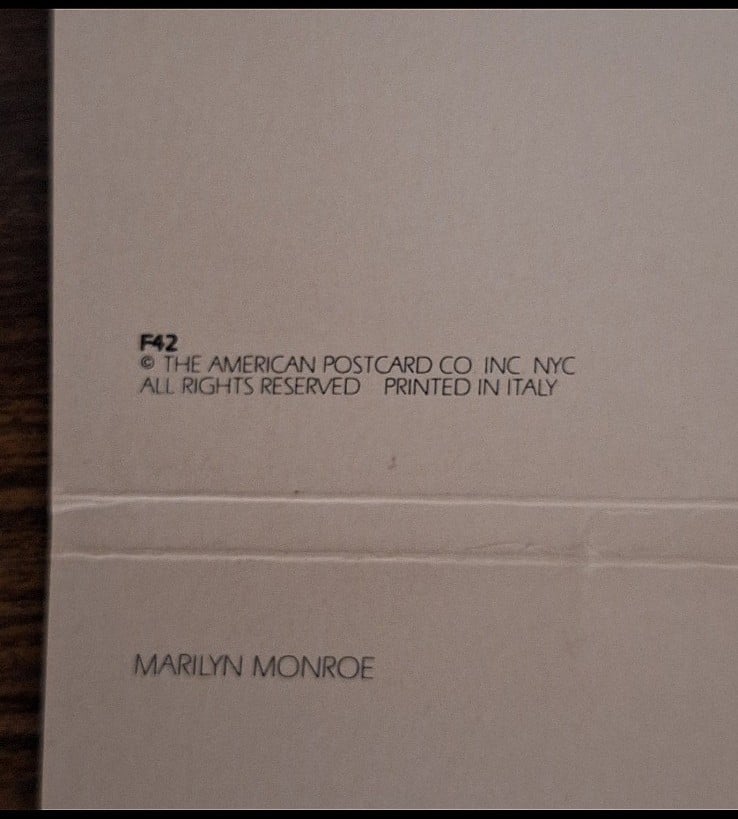 F42
© THE AMERICAN POSTCARD CO. INC. NYC
ALL RIGHTS RESERVED PRINTED IN ITALY
MARILYN MONROE